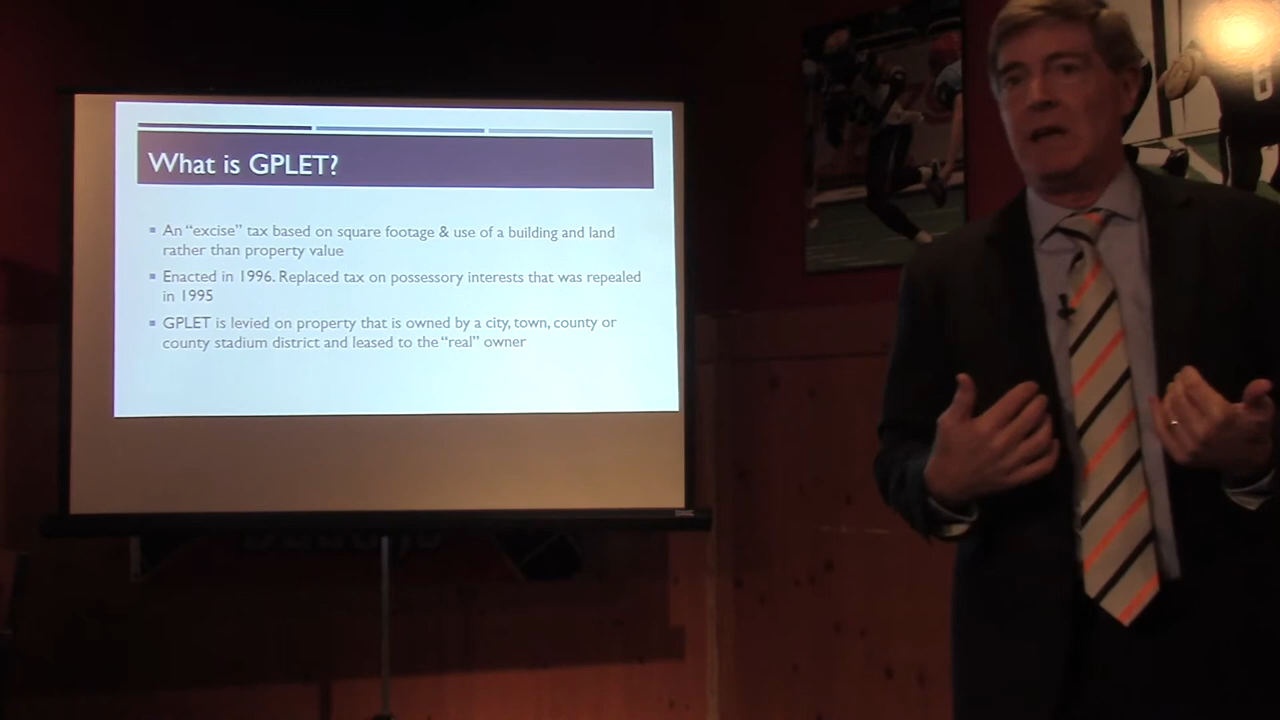 What is GPLET?
An “excise” tax based on square footage & use of a building and land
rather than property value
Enacted in 1996. Replaced tax on possessory interests that was repealed
in 1995
GPLET is levied on property that is owned by a city, town, county or
county stadium district and leased to the “real” owner
6